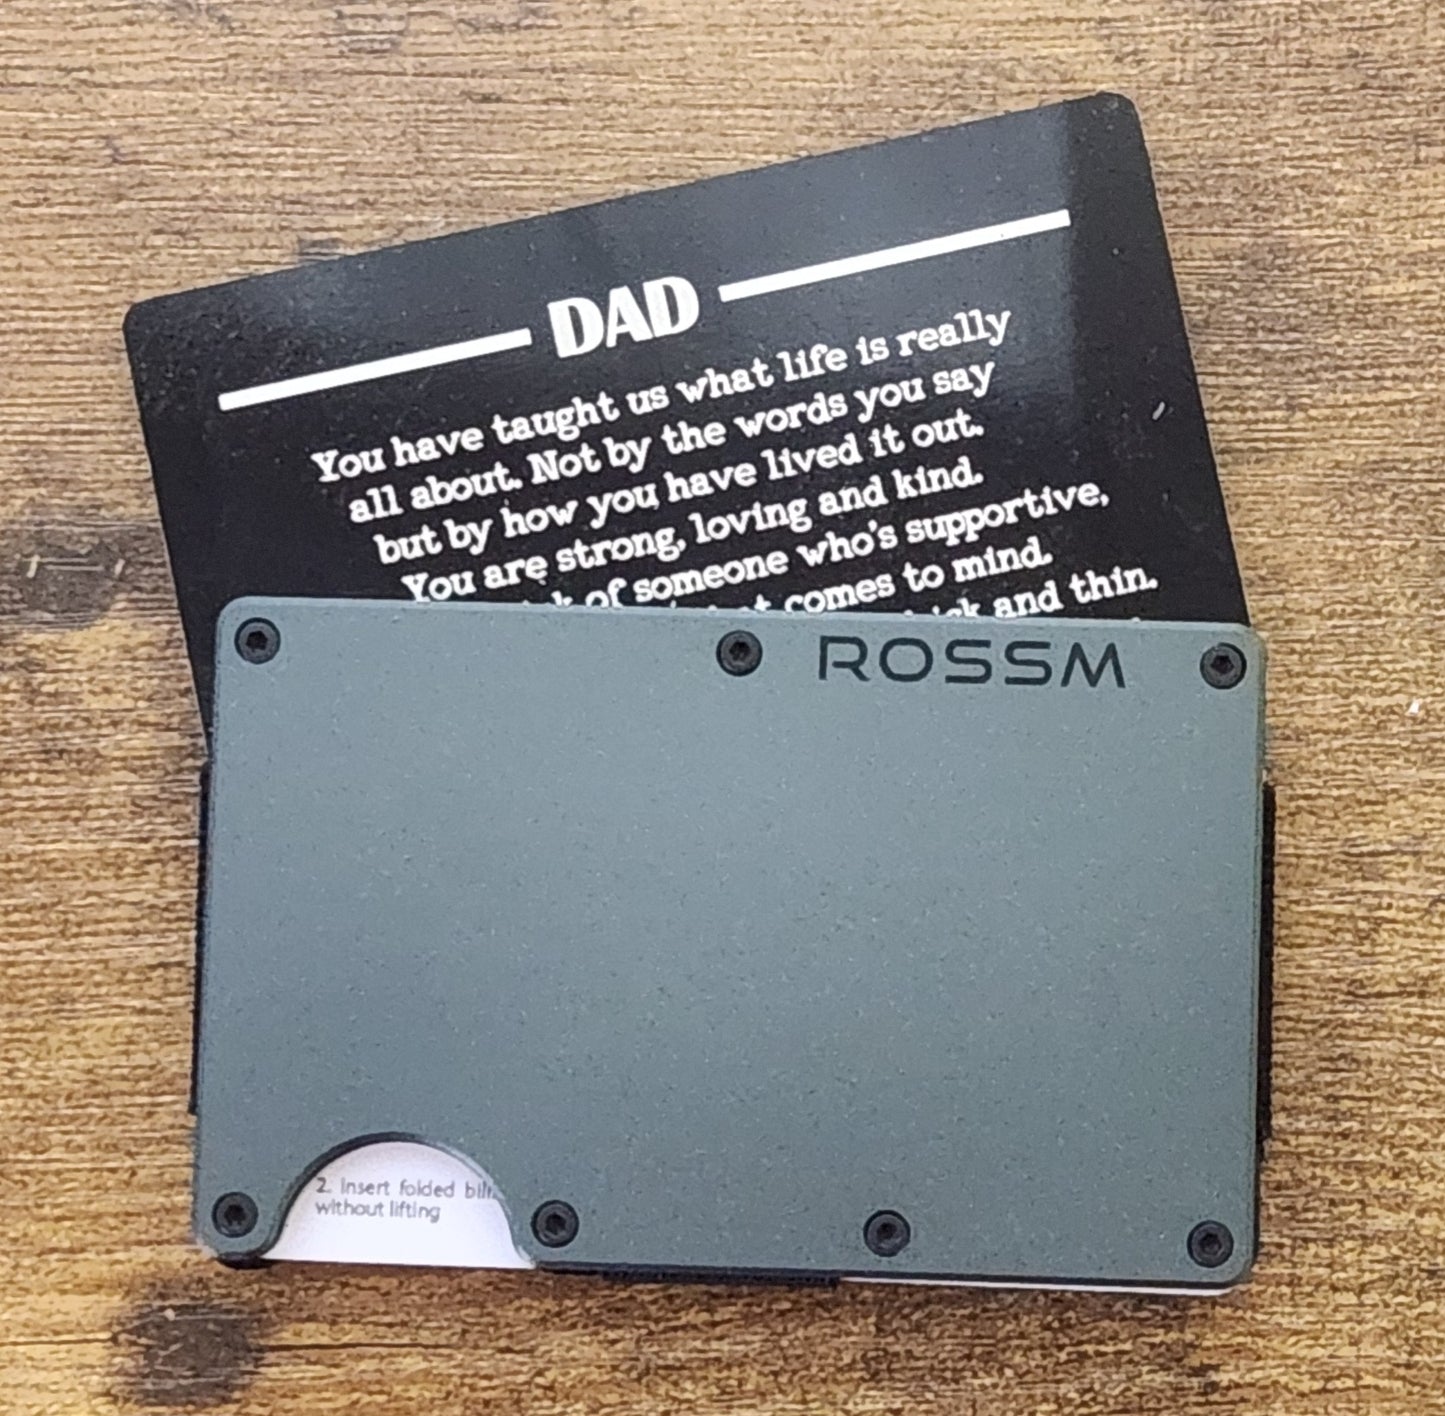 DAD
You have taught us what life is really
all about. Not by the words you say
but by how you have lived it out.
You are strong, loving and kind.
of someone who's supportive,
comes to mind.
and thin.
ROSSM
2. Insert folded
without lifting